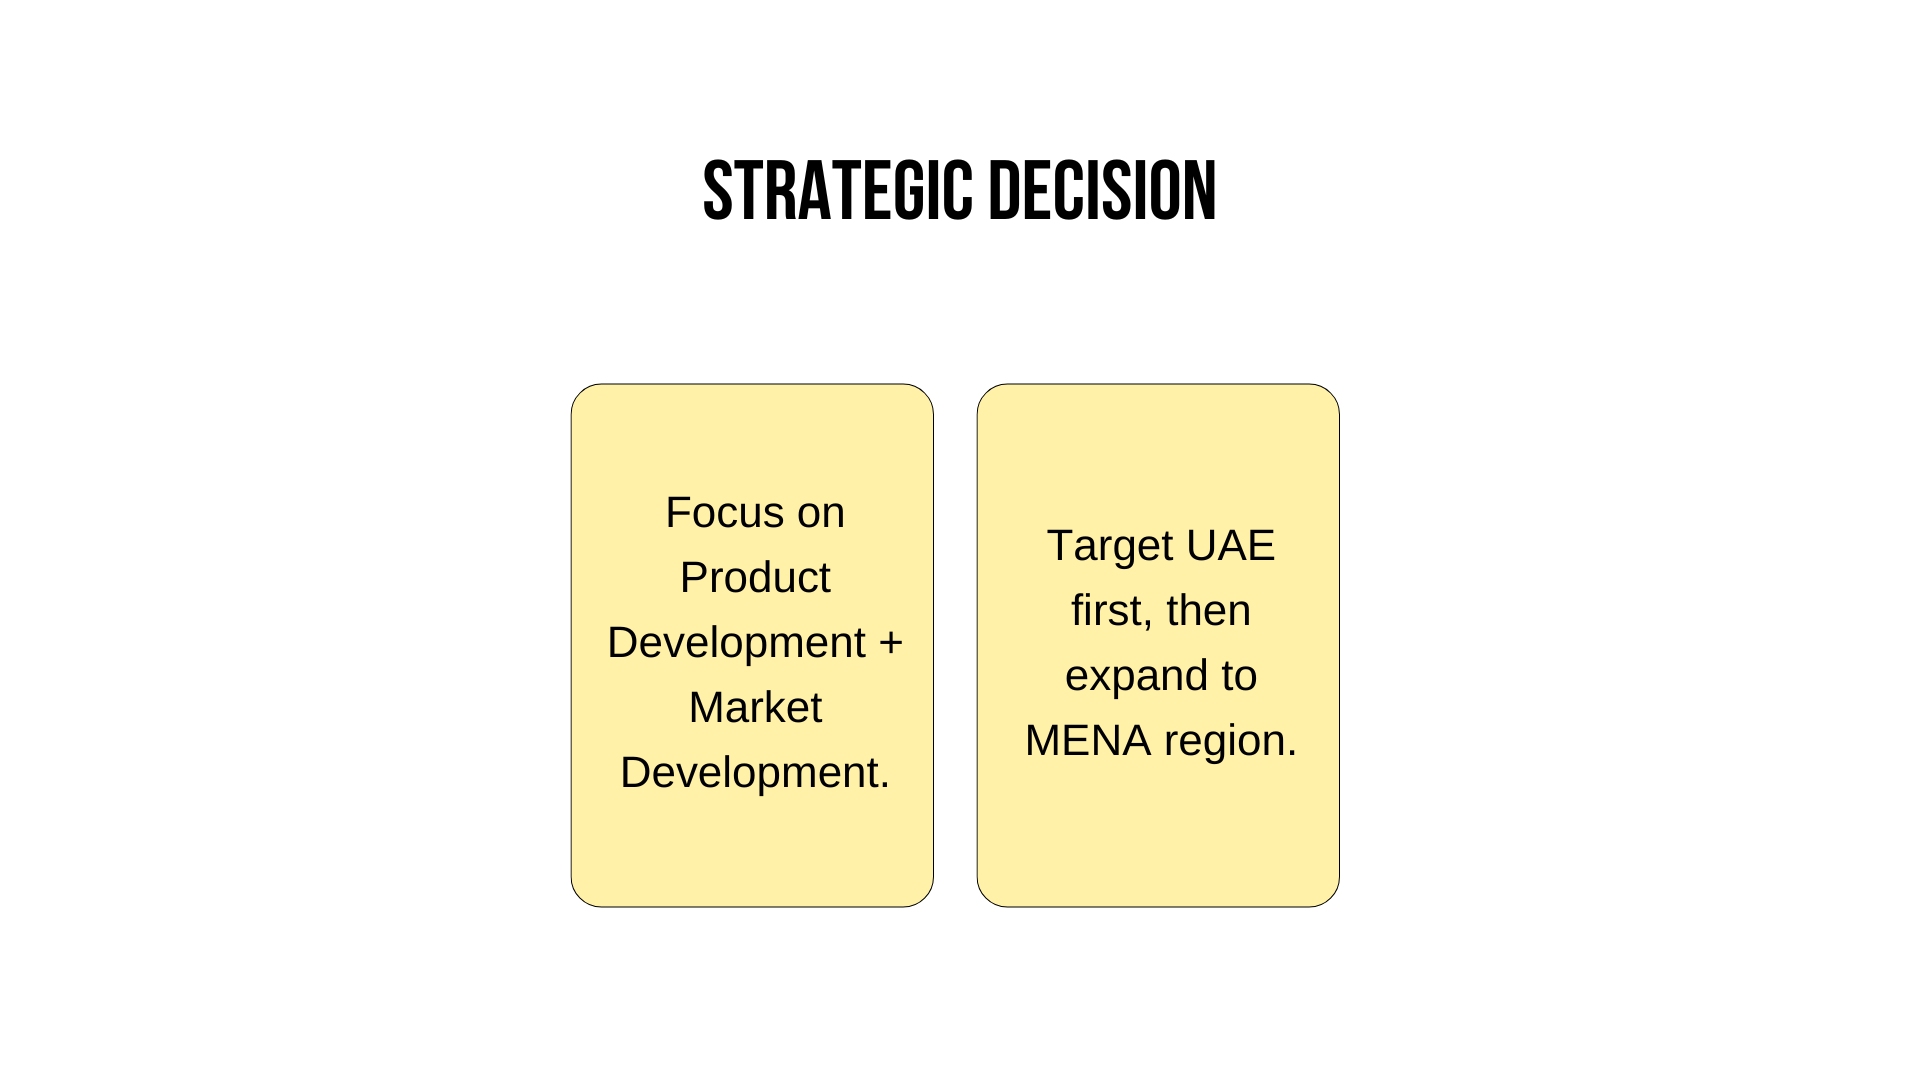 STRATEGIC DECISION
Focus on
Product
Development +
Market
Development.
Target UAE
first, then
expand to
MENA region.